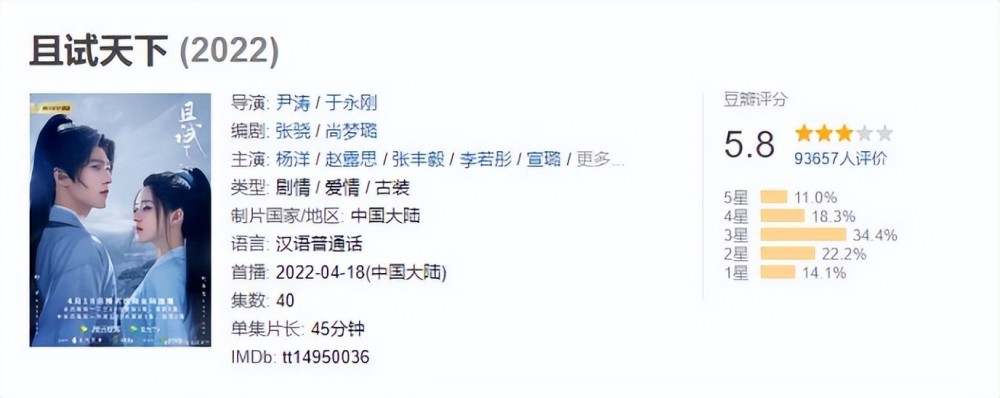 且试天下 (2022)
且试天下
导演: 尹涛 / 于永刚
编剧: 张骁 / 尚梦璐
主演: 杨洋 / 赵露思 / 张丰毅 / 李若彤 / 宣璐 / 更多...
类型: 剧情 / 爱情 / 古装
制片国家/地区: 中国大陆
语言: 汉语普通话
首播: 2022-04-18(中国大陆)
集数: 40
单集片长: 45分钟
IMDb: tt14950036
豆瓣评分
5.8
93657人评价
5星 11.0%
4星 18.3%
3星 34.4%
2星 22.2%
1星 14.1%